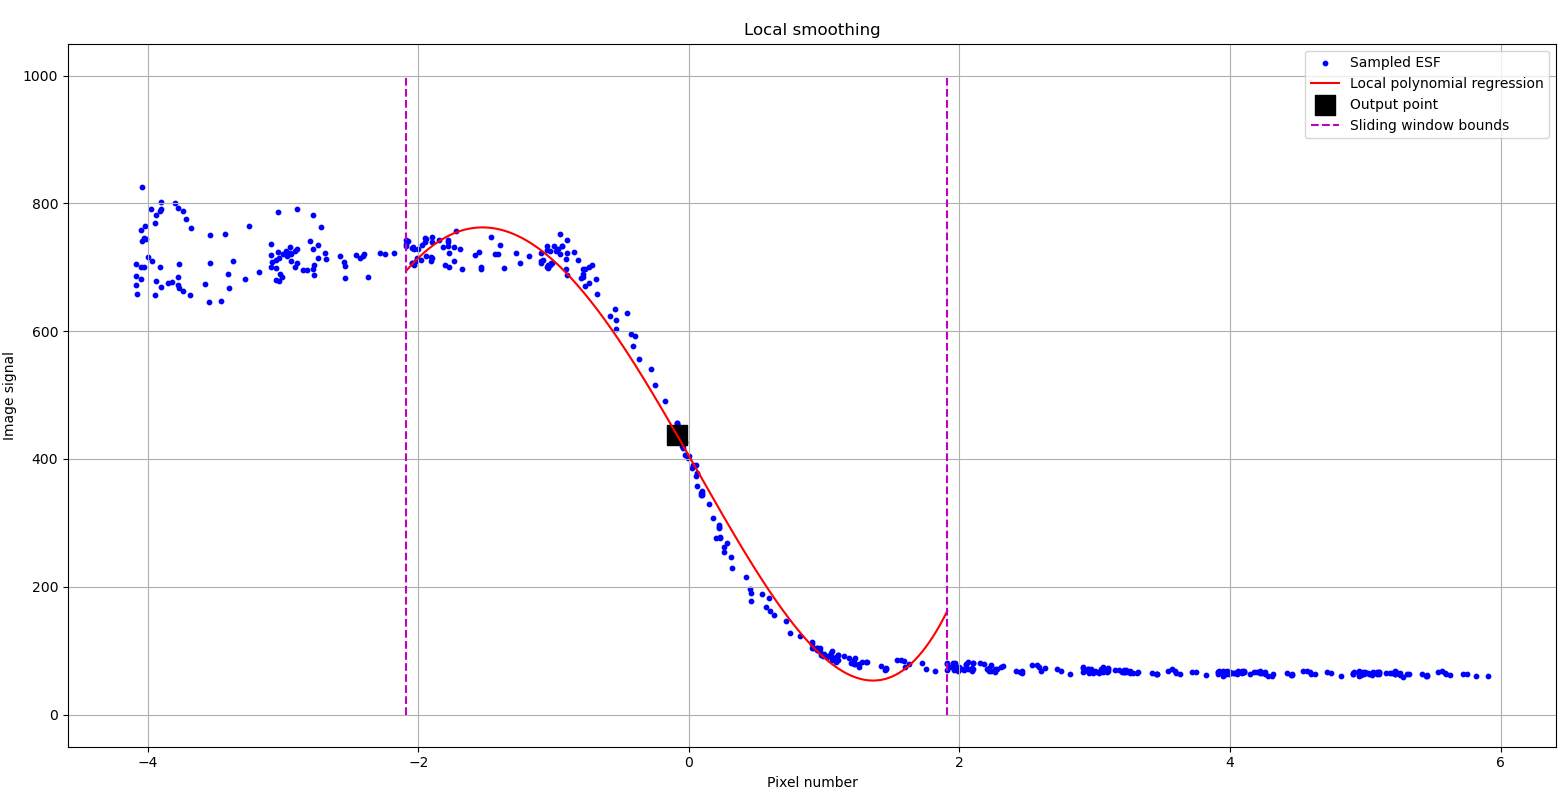 Local smoothing
Sampled ESF
Local polynomial regression
Output point
Sliding window bounds
Image signal
1000
800
600
400
200
0
−4
−2
0
2
4
6
Pixel number